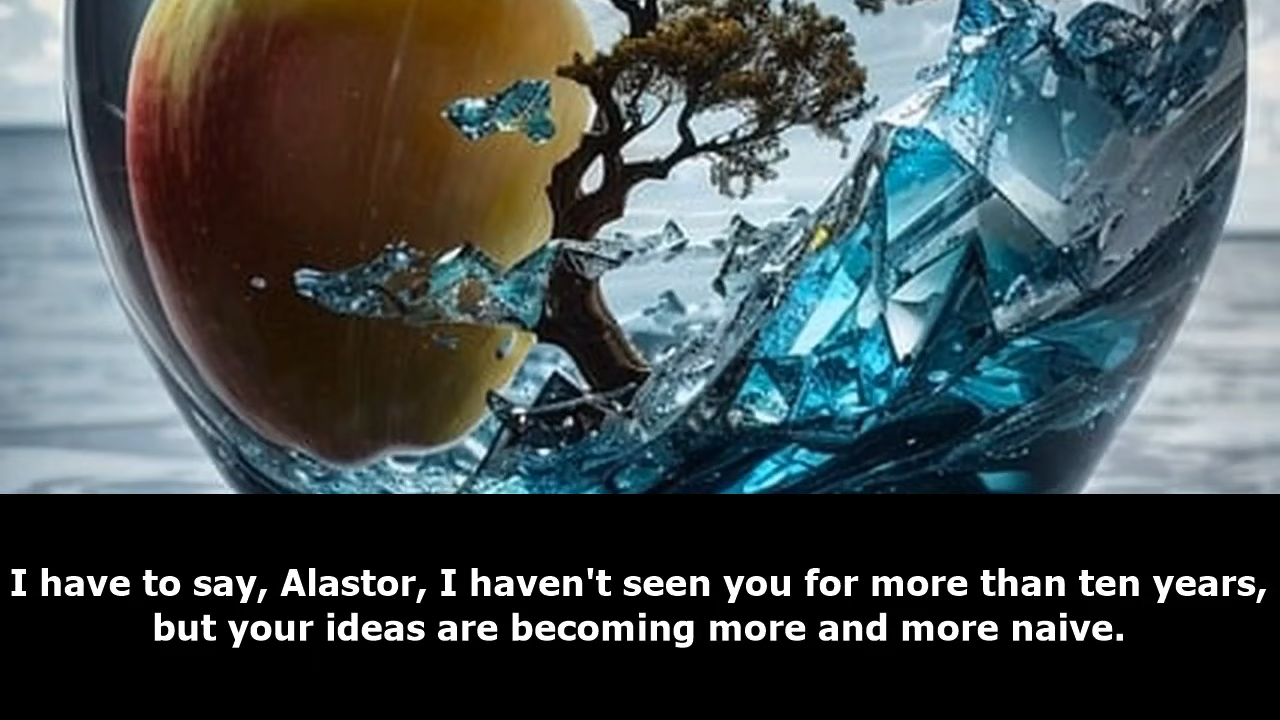 I have to say, Alastor, I haven't seen you for more than ten years,
but your ideas are becoming more and more naive.